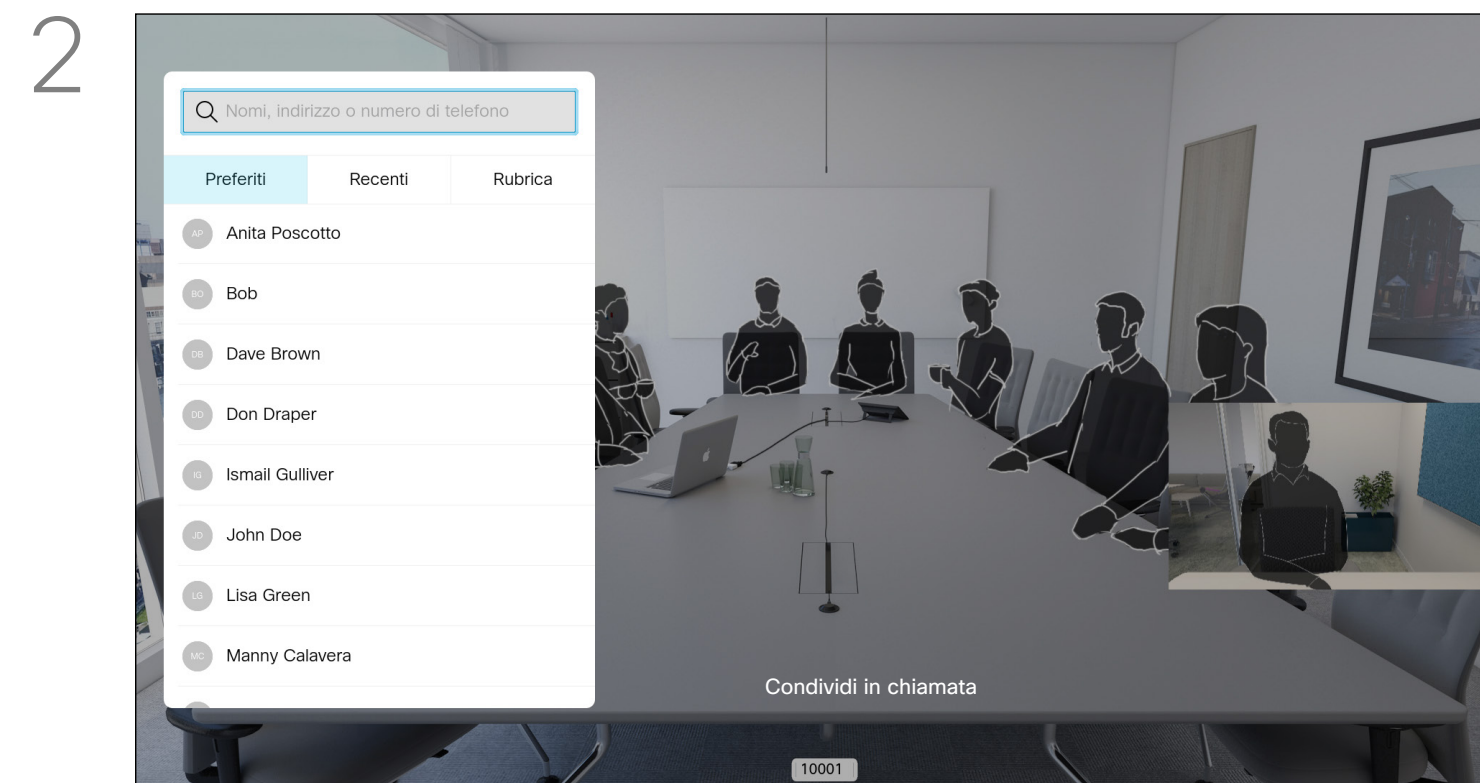 2
Nomi, indirizzo o numero di telefono
Preferiti Recenti Rubrica
AP Anita Poscotto
BO Bob
DB Dave Brown
DD Don Draper
IG Ismail Gulliver
JD John Doe
LG Lisa Green
MC Manny Calavera
Condividi in chiamata
10001